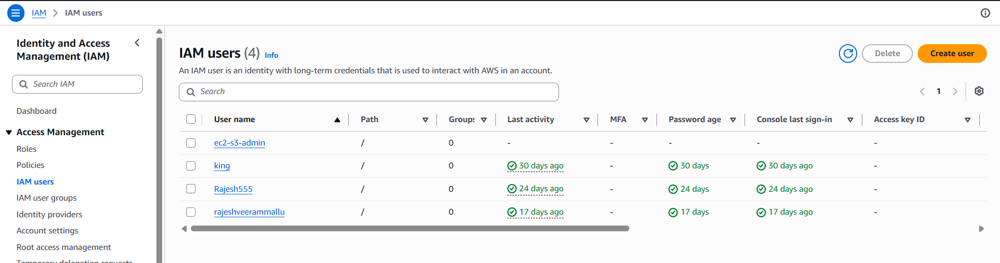 IAM > IAM users
Identity and Access
Management (IAM)
Search IAM
Dashboard
Access Management
Roles
Policies
IAM users
IAM user groups
Identity providers
Account settings
Root access management
Temporary delegation requests
IAM users (4) Info
Delete
Create user
An IAM user is an identity with long-term credentials that is used to interact with AWS in an account.
Search
1
User name Path Groups Last activity MFA Password age Console last sign-in Access key ID
ec2-s3-admin / 0 - - - - -
king / 0 30 days ago - 30 days 30 days ago -
Rajesh555 / 0 24 days ago - 24 days 24 days ago -
rajeshveerammallu / 0 17 days ago - 17 days 17 days ago -